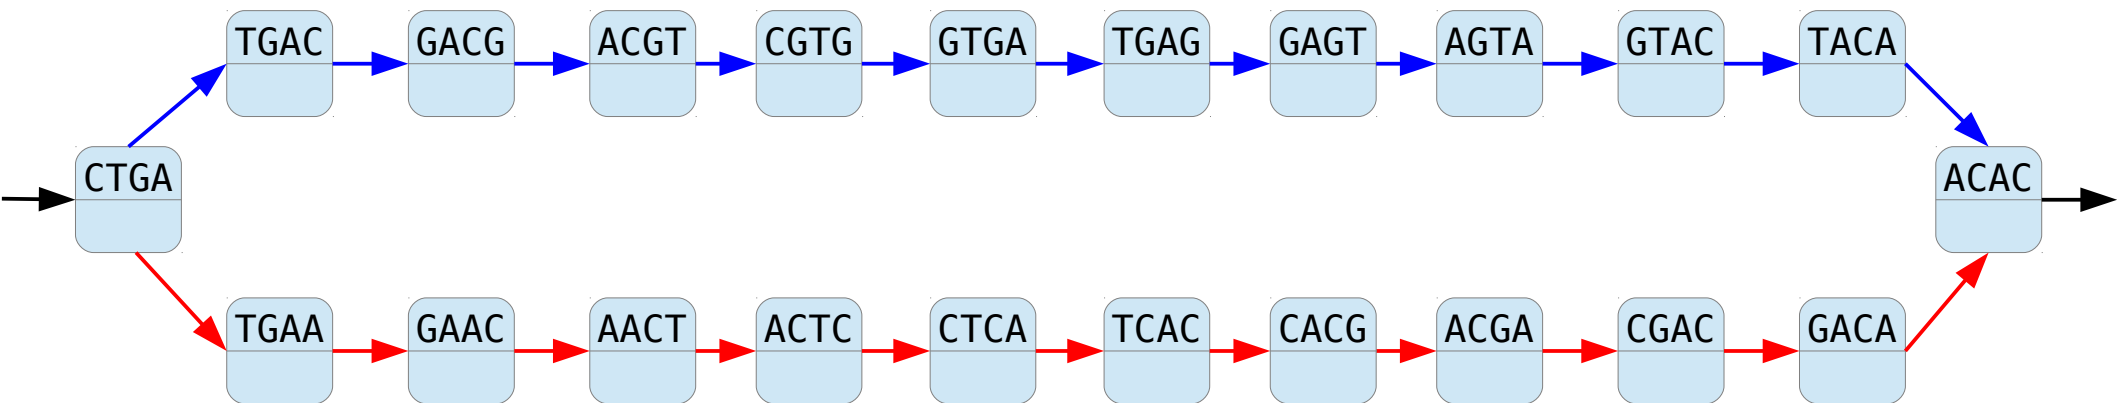 TGAC GACG ACGT CGTG GTGA TGAG GAGT AGTA GTAC TACA
CTGA ACAC
TGAA GAAC AACT ACTC CTCA TCAC CACG ACGA CGAC GACA